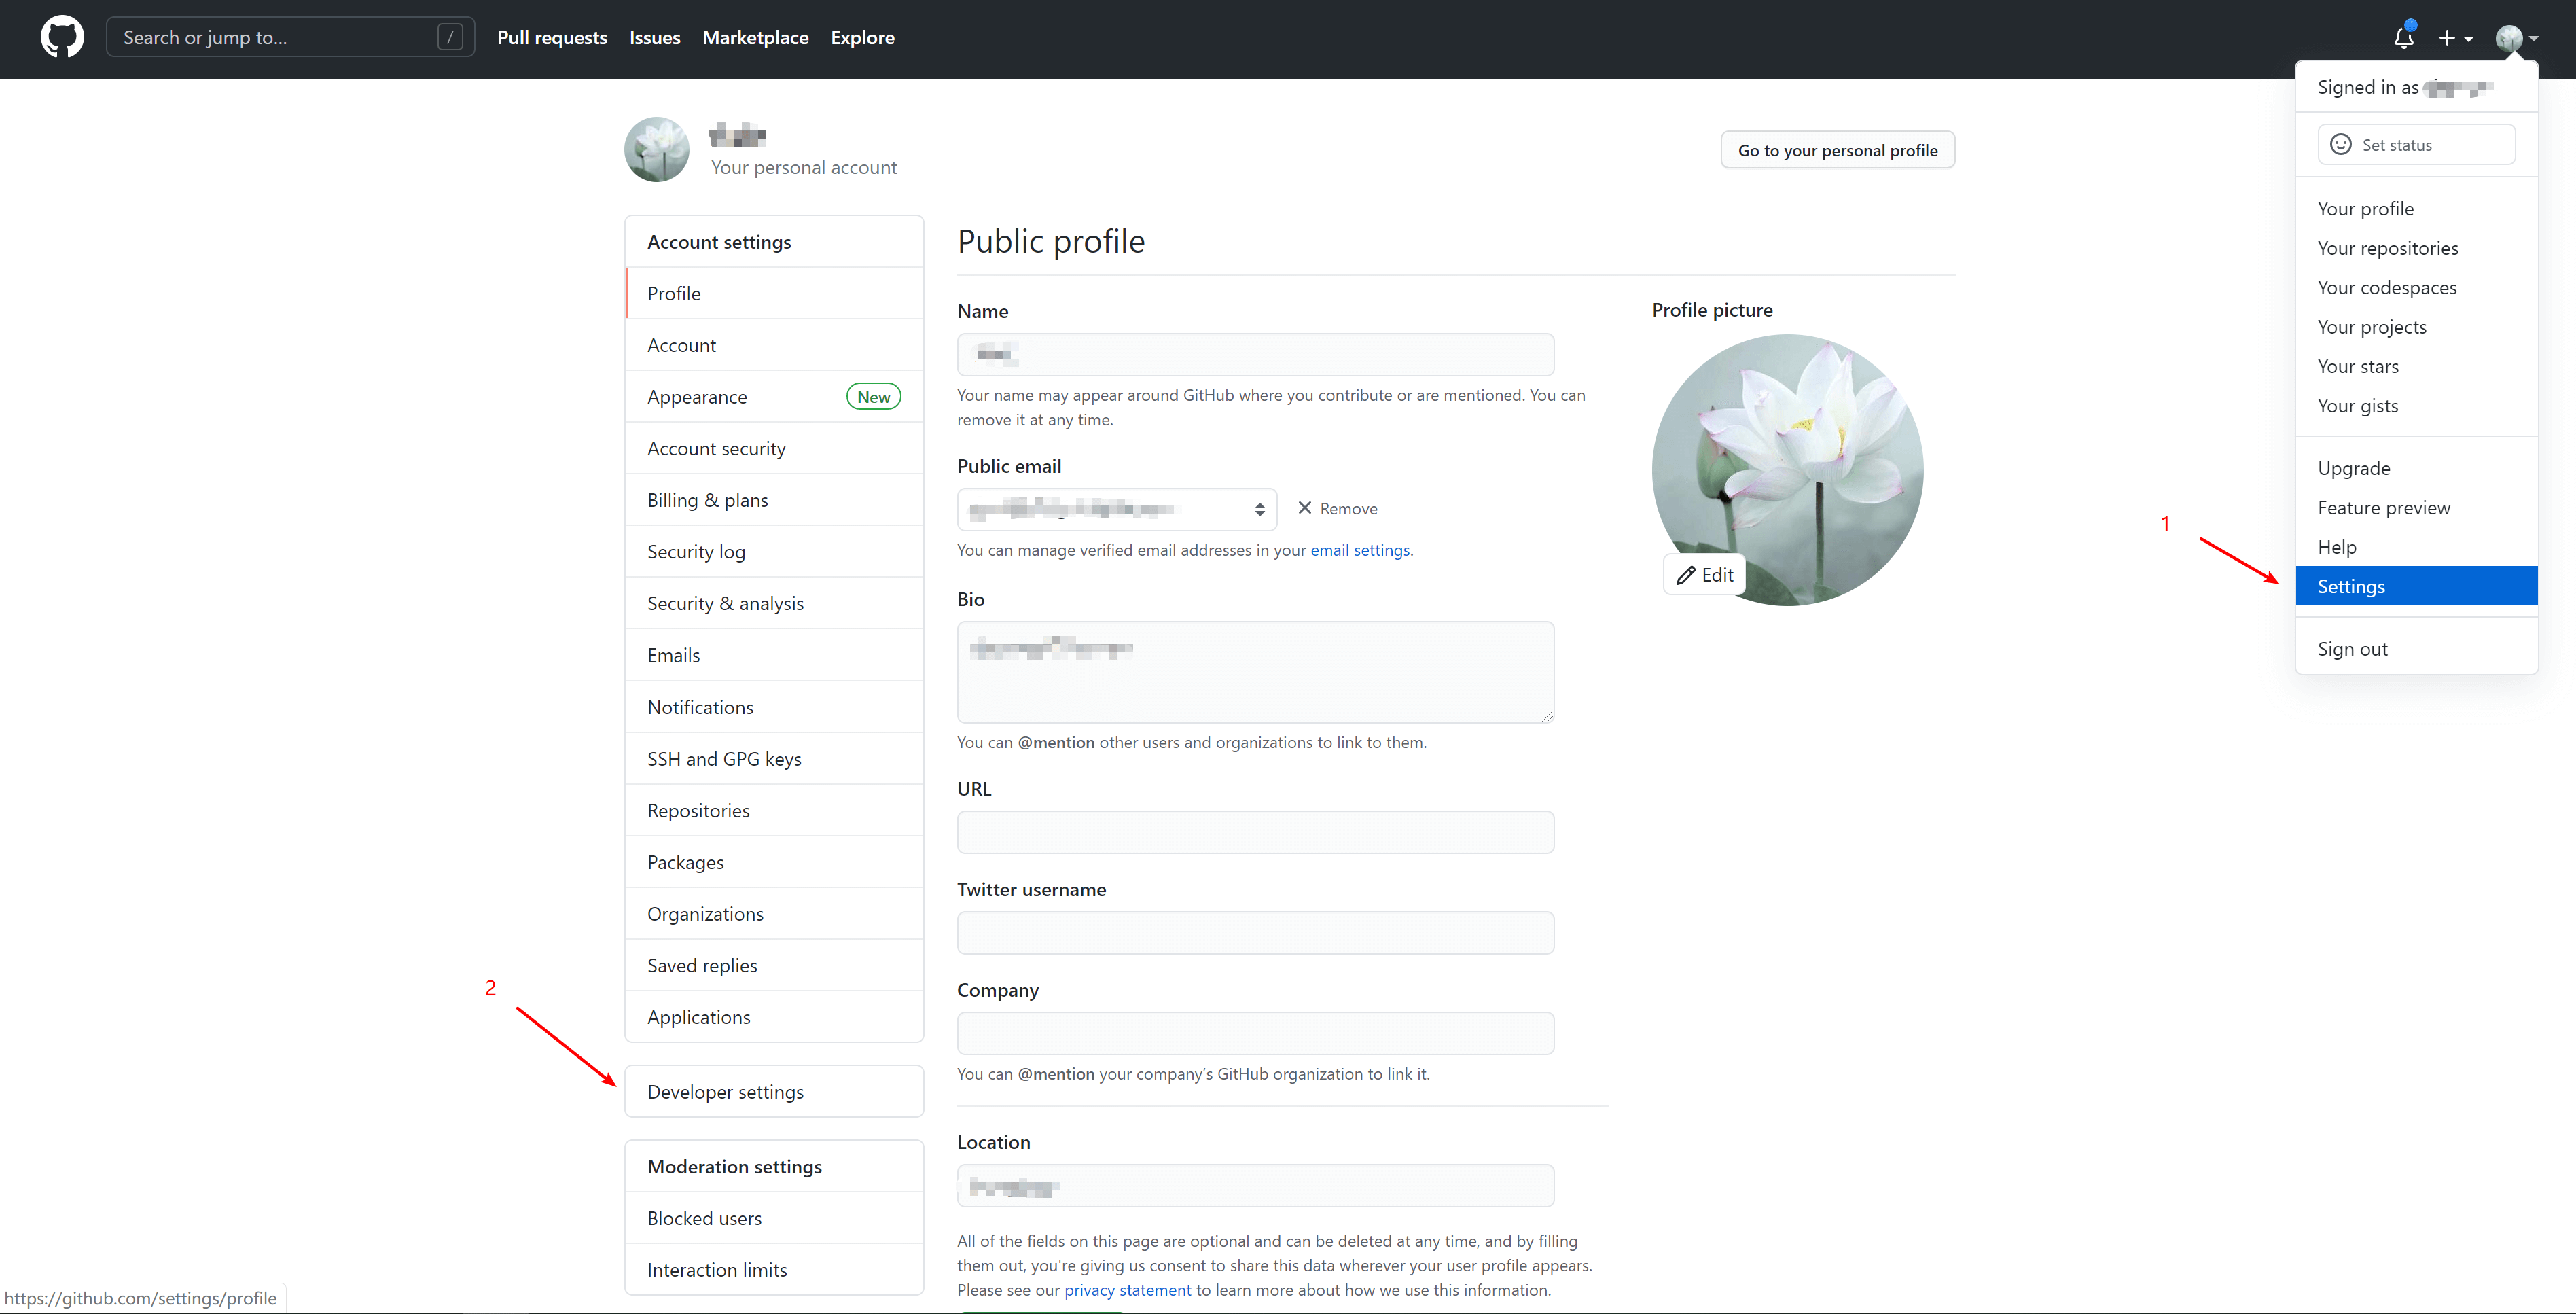 Search or jump to... /
Pull requests
Issues
Marketplace
Explore
Signed in as
Set status
Your profile
Your repositories
Your codespaces
Your projects
Your stars
Your gists
Upgrade
Feature preview
Help
Settings
Sign out
1
Your personal account
Go to your personal profile
Account settings
Profile
Account
Appearance New
Account security
Billing & plans
Security log
Security & analysis
Emails
Notifications
SSH and GPG keys
Repositories
Packages
Organizations
Saved replies
Applications
2
Developer settings
Moderation settings
Blocked users
Interaction limits
Public profile
Name
Your name may appear around GitHub where you contribute or are mentioned. You can
remove it at any time.
Public email
Remove
You can manage verified email addresses in your email settings.
Bio
You can @mention other users and organizations to link to them.
URL
Twitter username
Company
You can @mention your company’s GitHub organization to link it.
Location
All of the fields on this page are optional and can be deleted at any time, and by filling
them out, you're giving us consent to share this data wherever your user profile appears.
Please see our privacy statement to learn more about how we use this information.
Profile picture
Edit
https://github.com/settings/profile